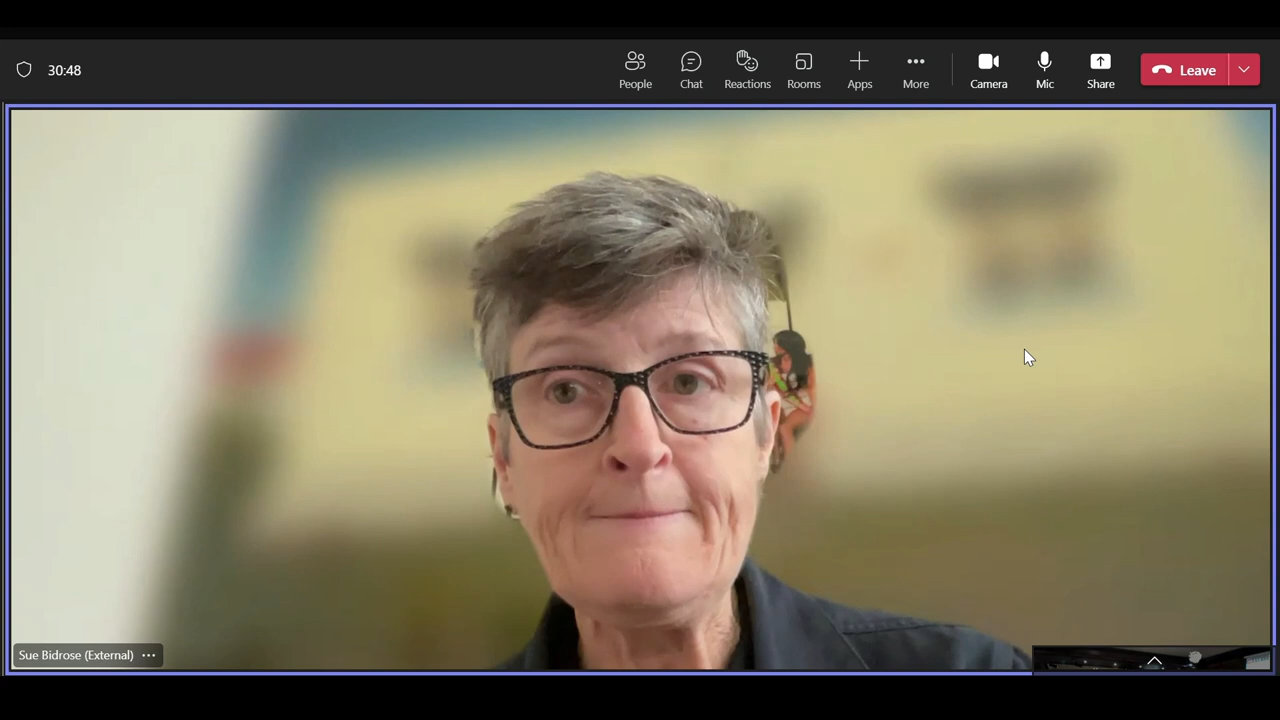 30:48
People
Chat
Reactions
Rooms
Apps
More
Camera
Mic
Share
Leave
Sue Bidrose (External)